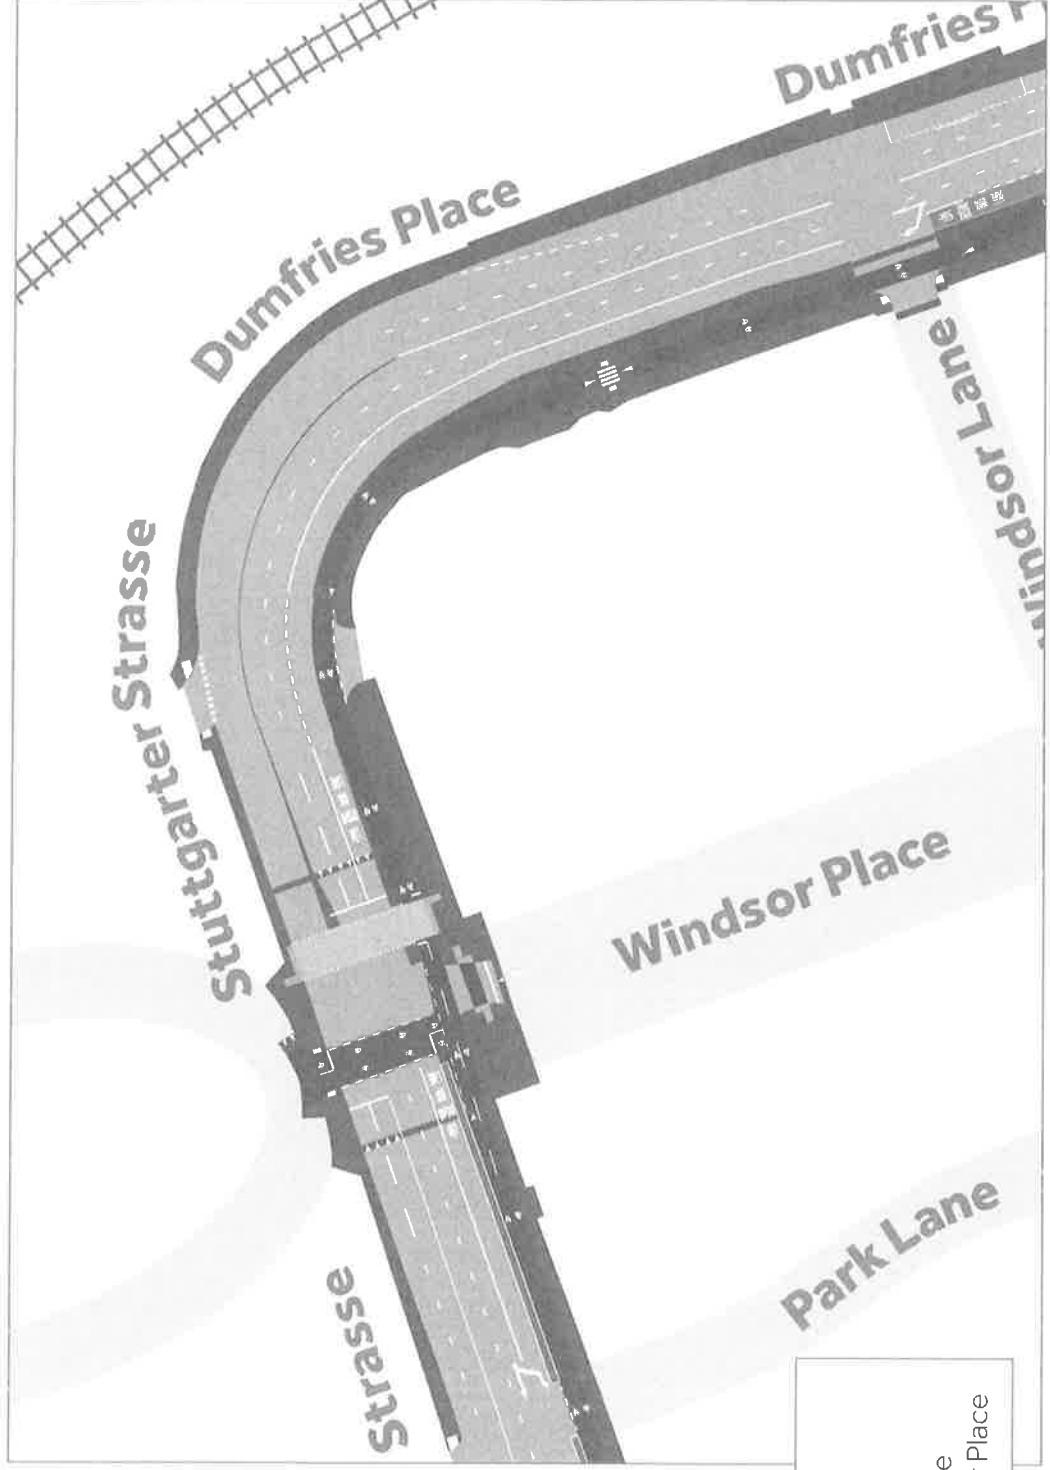 Dumfries
Dumfries Place
Windsor Lane
Stuttgarter Strasse
Windsor Place
Park Lane
Strasse
Place